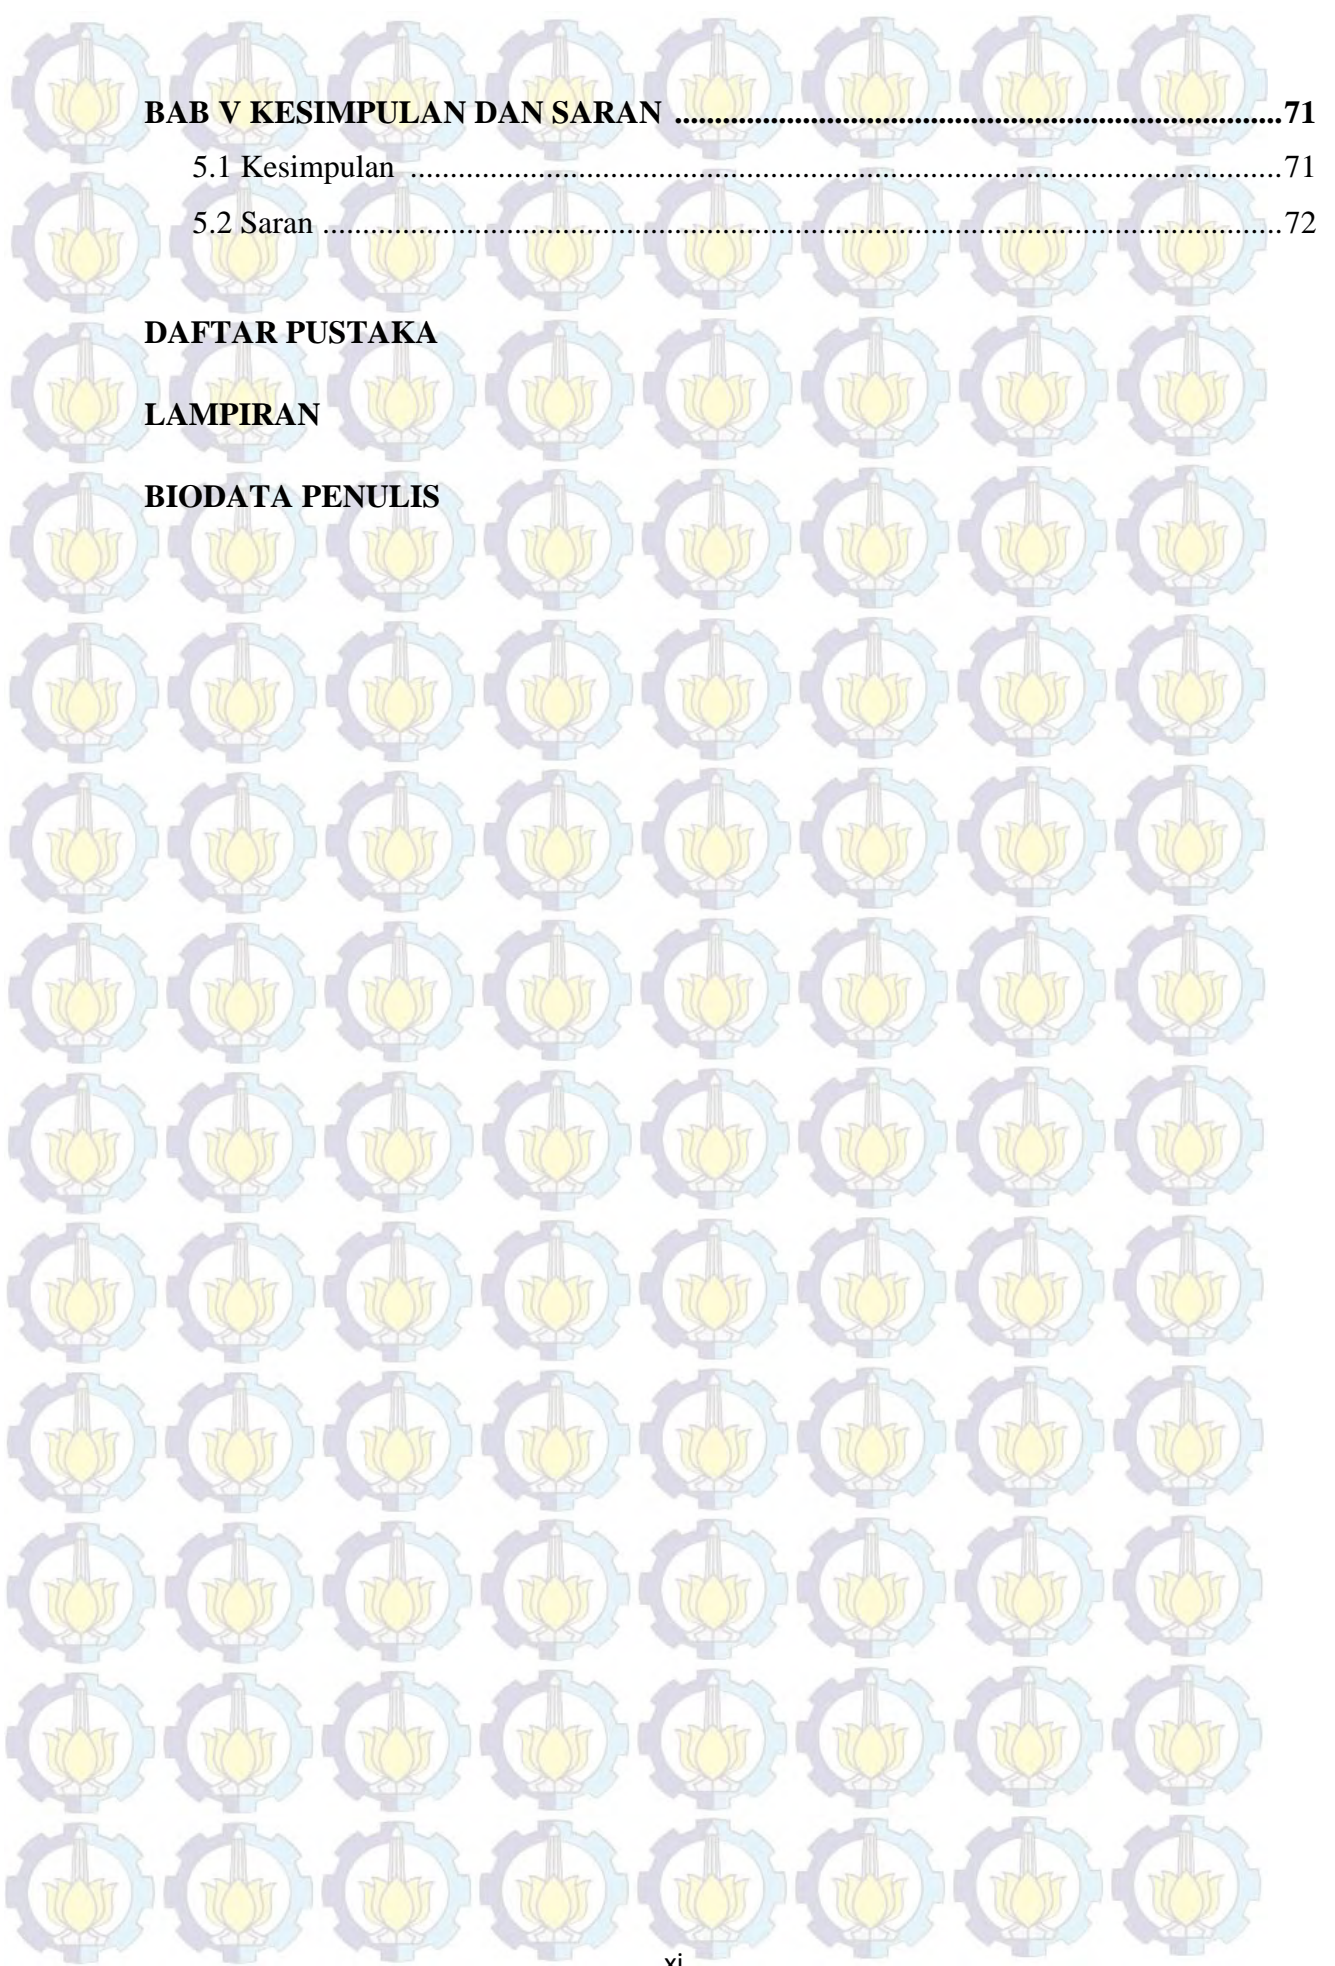 BAB V KESIMPULAN DAN SARAN ............................................................................71
5.1 Kesimpulan .............................................................................................................71
5.2 Saran ........................................................................................................................72
DAFTAR PUSTAKA
LAMPIRAN
BIODATA PENULIS
xi